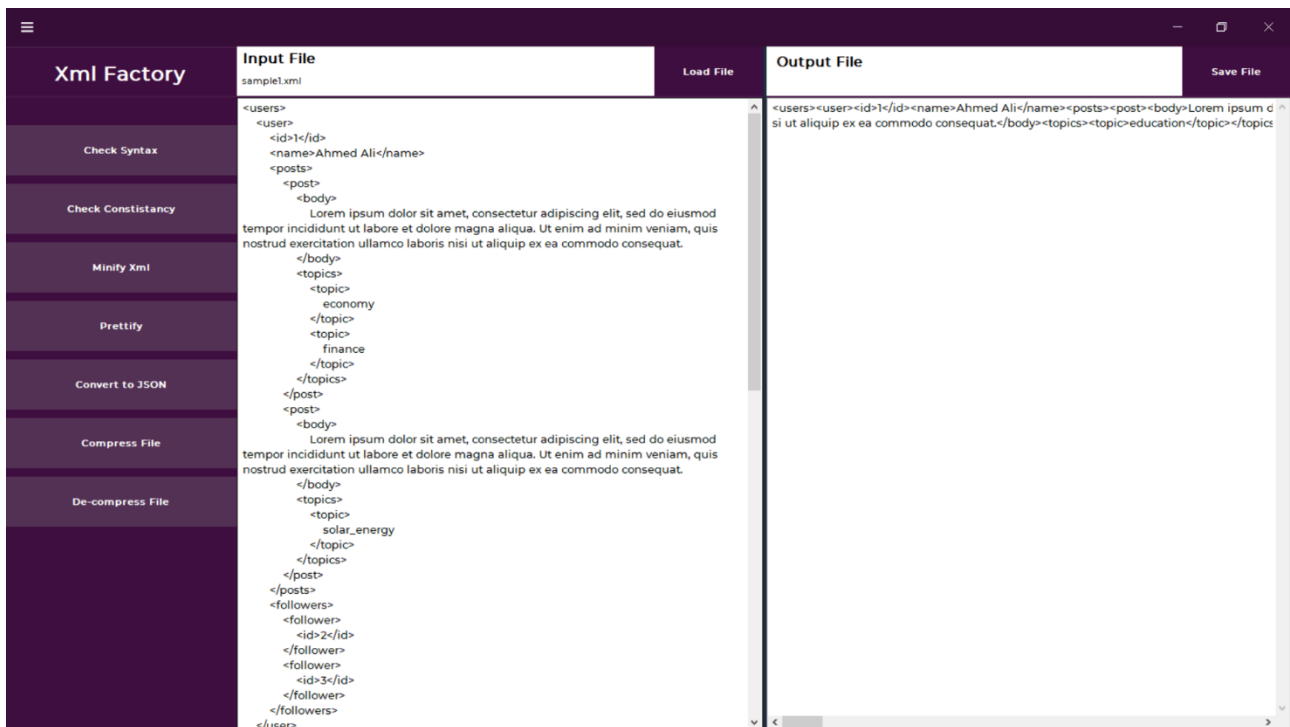 Xml Factory
Check Syntax
Check Constistancy
Minify Xml
Prettify
Convert to JSON
Compress File
De-compress File
Input File
sample1.xml
Load File
<users>
<user>
<id>1</id>
<name>Ahmed Ali</name>
<posts>
<post>
<body>
Lorem ipsum dolor sit amet, consectetur adipiscing elit, sed do eiusmod
tempor incididunt ut labore et dolore magna aliqua. Ut enim ad minim veniam, quis
nostrud exercitation ullamco laboris nisi ut aliquip ex ea commodo consequat.
</body>
<topics>
<topic>
economy
</topic>
<topic>
finance
</topic>
</topics>
</post>
<post>
<body>
Lorem ipsum dolor sit amet, consectetur adipiscing elit, sed do eiusmod
tempor incididunt ut labore et dolore magna aliqua. Ut enim ad minim veniam, quis
nostrud exercitation ullamco laboris nisi ut aliquip ex ea commodo consequat.
</body>
<topics>
<topic>
solar_energy
</topic>
</topics>
</post>
</posts>
<followers>
<follower>
<id>2</id>
</follower>
<follower>
<id>3</id>
</follower>
</followers>
</user>
Output File
Save File
<users><user><id>1</id><name>Ahmed Ali</name><posts><post><body>Lorem ipsum d
si ut aliquip ex ea commodo consequat.</body><topics><topic>education</topic></topics